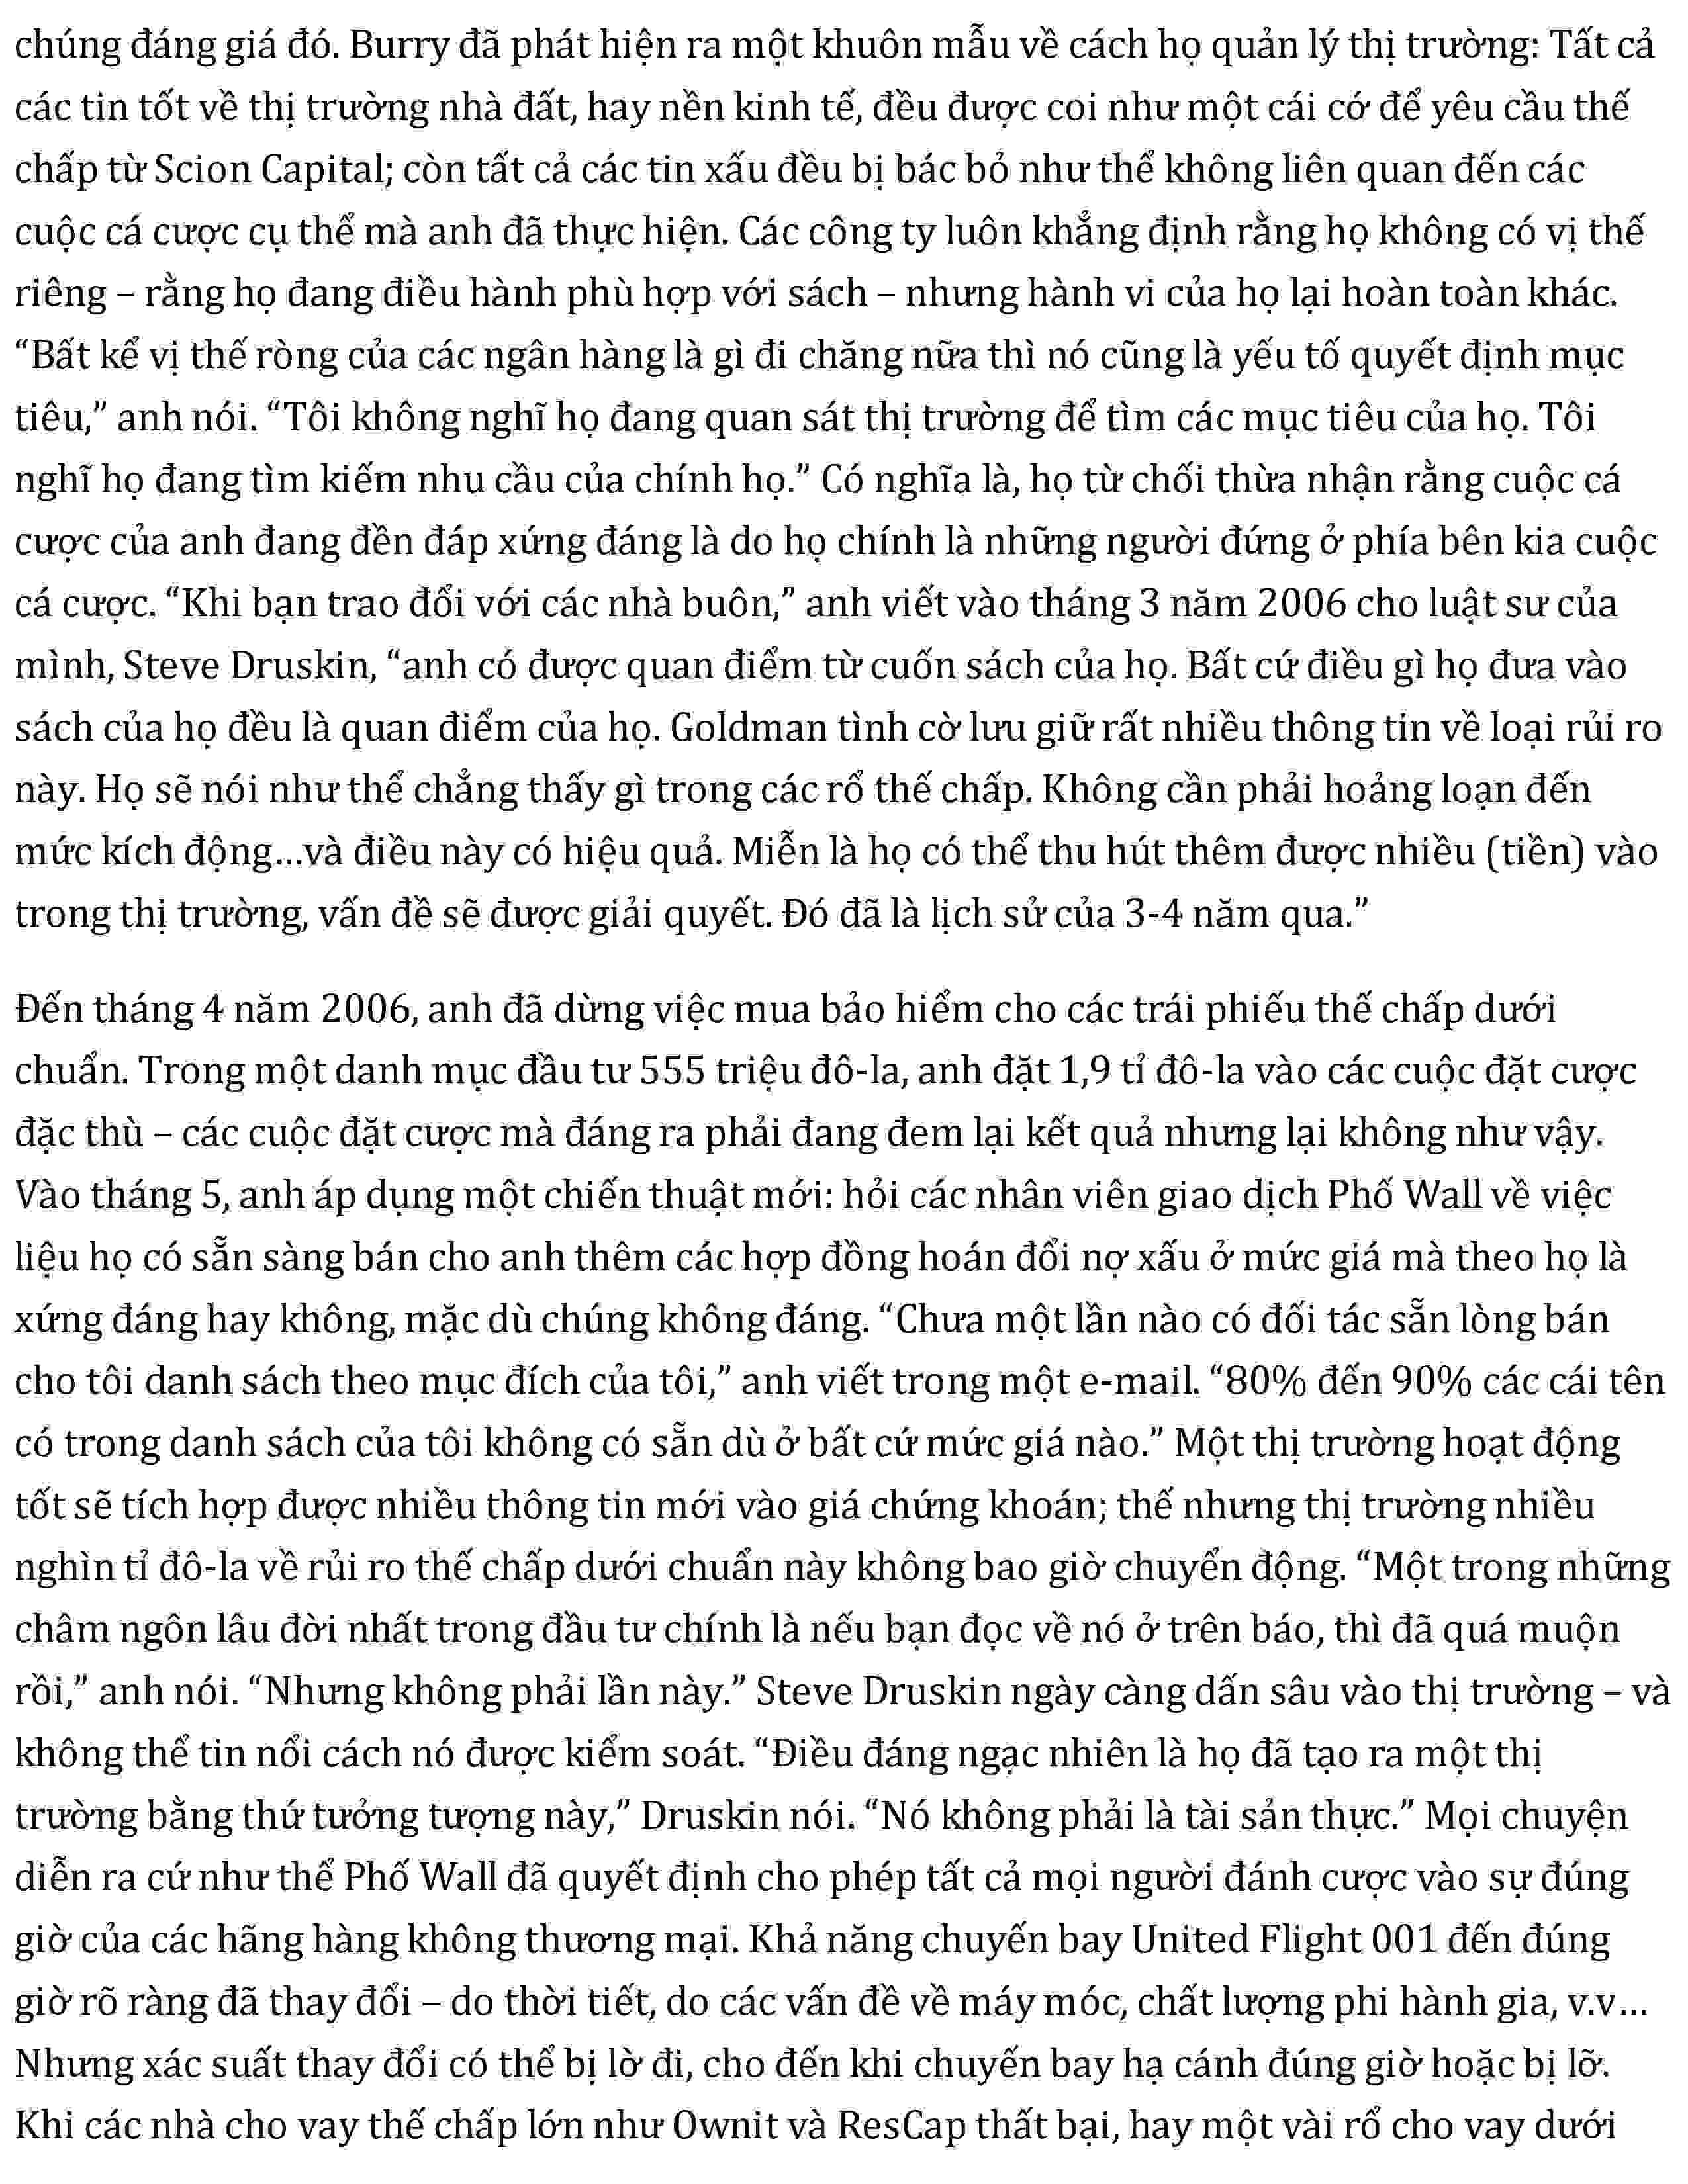 chúng đáng giá đó. Burry đã phát hiện ra một khuôn mẫu về cách họ quản lý thị trường: Tất cả
các tin tốt về thị trường nhà đất, hay nền kinh tế, đều được coi như một cái cớ để yêu cầu thế
chấp từ Scion Capital; còn tất cả các tin xấu đều bị bác bỏ như thể không liên quan đến các
cuộc cá cược cụ thể mà anh đã thực hiện. Các công ty luôn khẳng định rằng họ không có vị thế
riêng – rằng họ đang điều hành phù hợp với sách – nhưng hành vi của họ lại hoàn toàn khác.
“Bất kể vị thế ròng của các ngân hàng là gì đi chăng nữa thì nó cũng là yếu tố quyết định mục
tiêu,” anh nói. “Tôi không nghĩ họ đang quan sát thị trường để tìm các mục tiêu của họ. Tôi
nghĩ họ đang tìm kiếm nhu cầu của chính họ.” Có nghĩa là, họ từ chối thừa nhận rằng cuộc cá
cược của anh đang đền đáp xứng đáng là do họ chính là những người đứng ở phía bên kia cuộc
cá cược. “Khi bạn trao đổi với các nhà buôn,” anh viết vào tháng 3 năm 2006 cho luật sư của
mình, Steve Druskin, “anh có được quan điểm từ cuốn sách của họ. Bất cứ điều gì họ đưa vào
sách của họ đều là quan điểm của họ. Goldman tình cờ lưu giữ rất nhiều thông tin về loại rủi ro
này. Họ sẽ nói như thể chẳng thấy gì trong các rổ thế chấp. Không cần phải hoảng loạn đến
mức kích động...và điều này có hiệu quả. Miễn là họ có thể thu hút thêm được nhiều (tiền) vào
trong thị trường, vấn đề sẽ được giải quyết. Đó đã là lịch sử của 3-4 năm qua.”
Đến tháng 4 năm 2006, anh đã dừng việc mua bảo hiểm cho các trái phiếu thế chấp dưới
chuẩn. Trong một danh mục đầu tư 555 triệu đô-la, anh đặt 1,9 tỉ đô-la vào các cuộc đặt cược
đặc thù – các cuộc đặt cược mà đáng ra phải đang đem lại kết quả nhưng lại không như vậy.
Vào tháng 5, anh áp dụng một chiến thuật mới: hỏi các nhân viên giao dịch Phố Wall về việc
liệu họ có sẵn sàng bán cho anh thêm các hợp đồng hoán đổi nợ xấu ở mức giá mà theo họ là
xứng đáng hay không, mặc dù chúng không đáng. “Chưa một lần nào có đối tác sẵn lòng bán
cho tôi danh sách theo mục đích của tôi,” anh viết trong một e-mail. “80% đến 90% các cái tên
có trong danh sách của tôi không có sẵn dù ở bất cứ mức giá nào.” Một thị trường hoạt động
tốt sẽ tích hợp được nhiều thông tin mới vào giá chứng khoán; thế nhưng thị trường nhiều
nghìn tỉ đô-la về rủi ro thế chấp dưới chuẩn này không bao giờ chuyển động. “Một trong những
châm ngôn lâu đời nhất trong đầu tư chính là nếu bạn đọc về nó ở trên báo, thì đã quá muộn
rồi,” anh nói. “Nhưng không phải lần này.” Steve Druskin ngày càng dấn sâu vào thị trường – và
không thể tin nổi cách nó được kiểm soát. “Điều đáng ngạc nhiên là họ đã tạo ra một thị
trường bằng thứ tưởng tượng này,” Druskin nói. “Nó không phải là tài sản thực.” Mọi chuyện
diễn ra cứ như thể Phố Wall đã quyết định cho phép tất cả mọi người đánh cược vào sự đúng
giờ của các hãng hàng không thương mại. Khả năng chuyến bay United Flight 001 đến đúng
giờ rõ ràng đã thay đổi – do thời tiết, do các vấn đề về máy móc, chất lượng phi hành gia, v.v...
Nhưng xác suất thay đổi có thể bị lờ đi, cho đến khi chuyến bay hạ cánh đúng giờ hoặc bị lỡ.
Khi các nhà cho vay thế chấp lớn như Ownit và ResCap thất bại, hay một vài rổ cho vay dưới